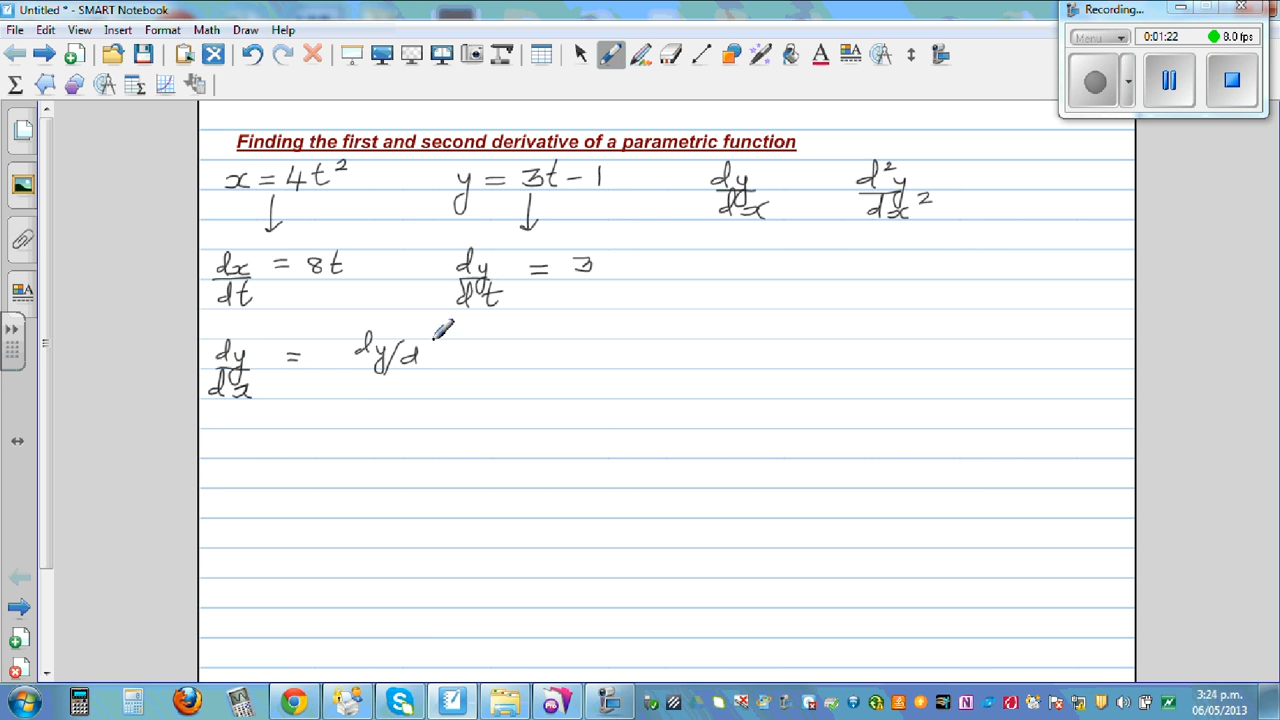 Untitled * - SMART Notebook
Recording...
File Edit View Insert Format Math Draw Help
Menu 0:01:22 8.0 fps
Finding the first and second derivative of a parametric function
x = 4t² y = 3t - 1 dy/dx d²y/dx²
dx/dt = 8t dy/dt = 3
dy/dx = dy/d
3:24 p.m.
06/05/2013